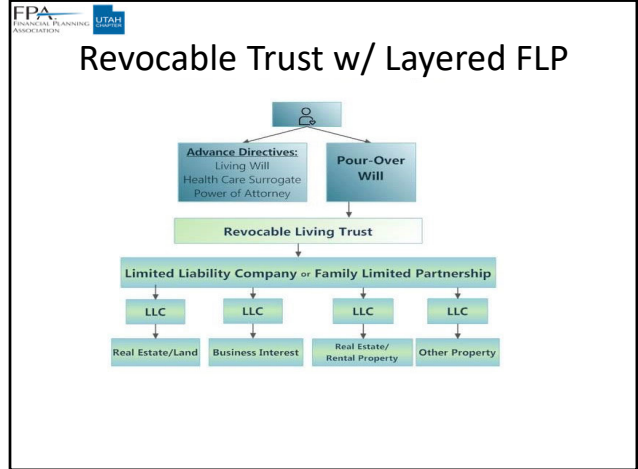 FPA.
FINANCIAL PLANNING
ASSOCIATION
UTAH
CHAPTER
Revocable Trust w/ Layered FLP
Advance Directives:
Living Will
Health Care Surrogate
Power of Attorney
Pour-Over
Will
Revocable Living Trust
Limited Liability Company or Family Limited Partnership
LLC
LLC
LLC
LLC
Real Estate/Land
Business Interest
Real Estate/
Rental Property
Other Property